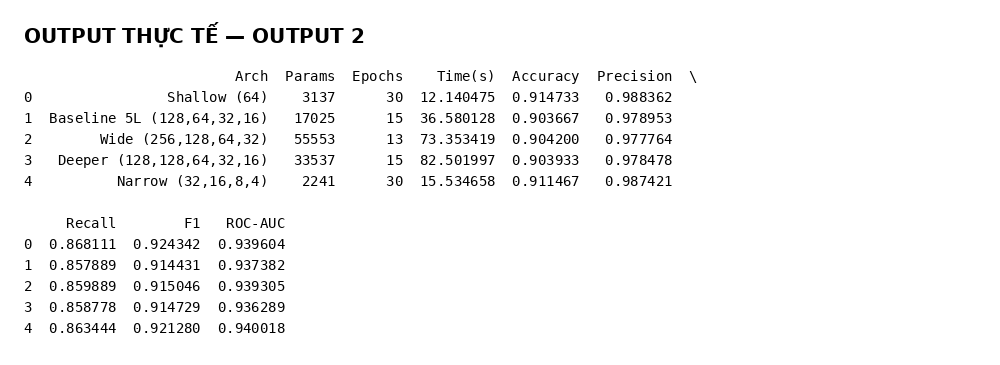 OUTPUT THỰC TẾ — OUTPUT 2
Arch Params Epochs Time(s) Accuracy Precision \
0 Shallow (64) 3137 30 12.140475 0.914733 0.988362
1 Baseline 5L (128,64,32,16) 17025 15 36.580128 0.903667 0.978953
2 Wide (256,128,64,32) 55553 13 73.353419 0.904200 0.977764
3 Deeper (128,128,64,32,16) 33537 15 82.501997 0.903933 0.978478
4 Narrow (32,16,8,4) 2241 30 15.534658 0.911467 0.987421
Recall F1 ROC-AUC
0 0.868111 0.924342 0.939604
1 0.857889 0.914431 0.937382
2 0.859889 0.915046 0.939305
3 0.858778 0.914729 0.936289
4 0.863444 0.921280 0.940018